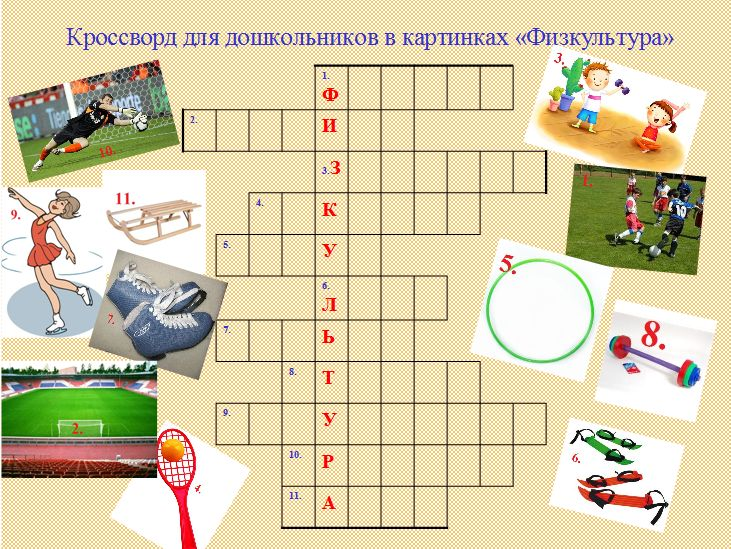 Кроссворд для дошкольников в картинках «Физкультура»
1.
Ф
2.
И
3.З
4.
К
5.
У
6.
Л
7.
Ь
8.
Т
9.
У
10.
Р
11.
А
10.
9.
11.
7.
2.
3.
1.
5.
8.
6.